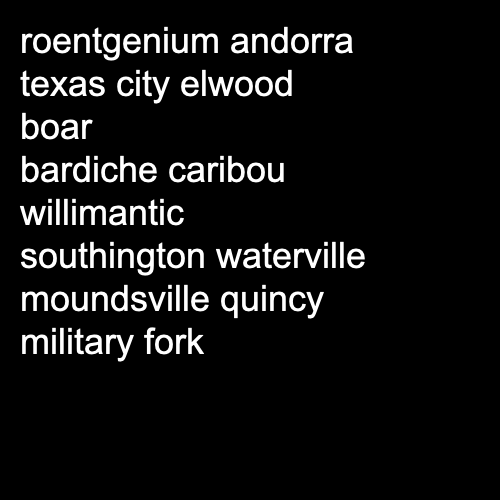 roentgenium andorra
texas city elwood
boar
bardiche caribou
willimantic
southington waterville
moundsville quincy
military fork